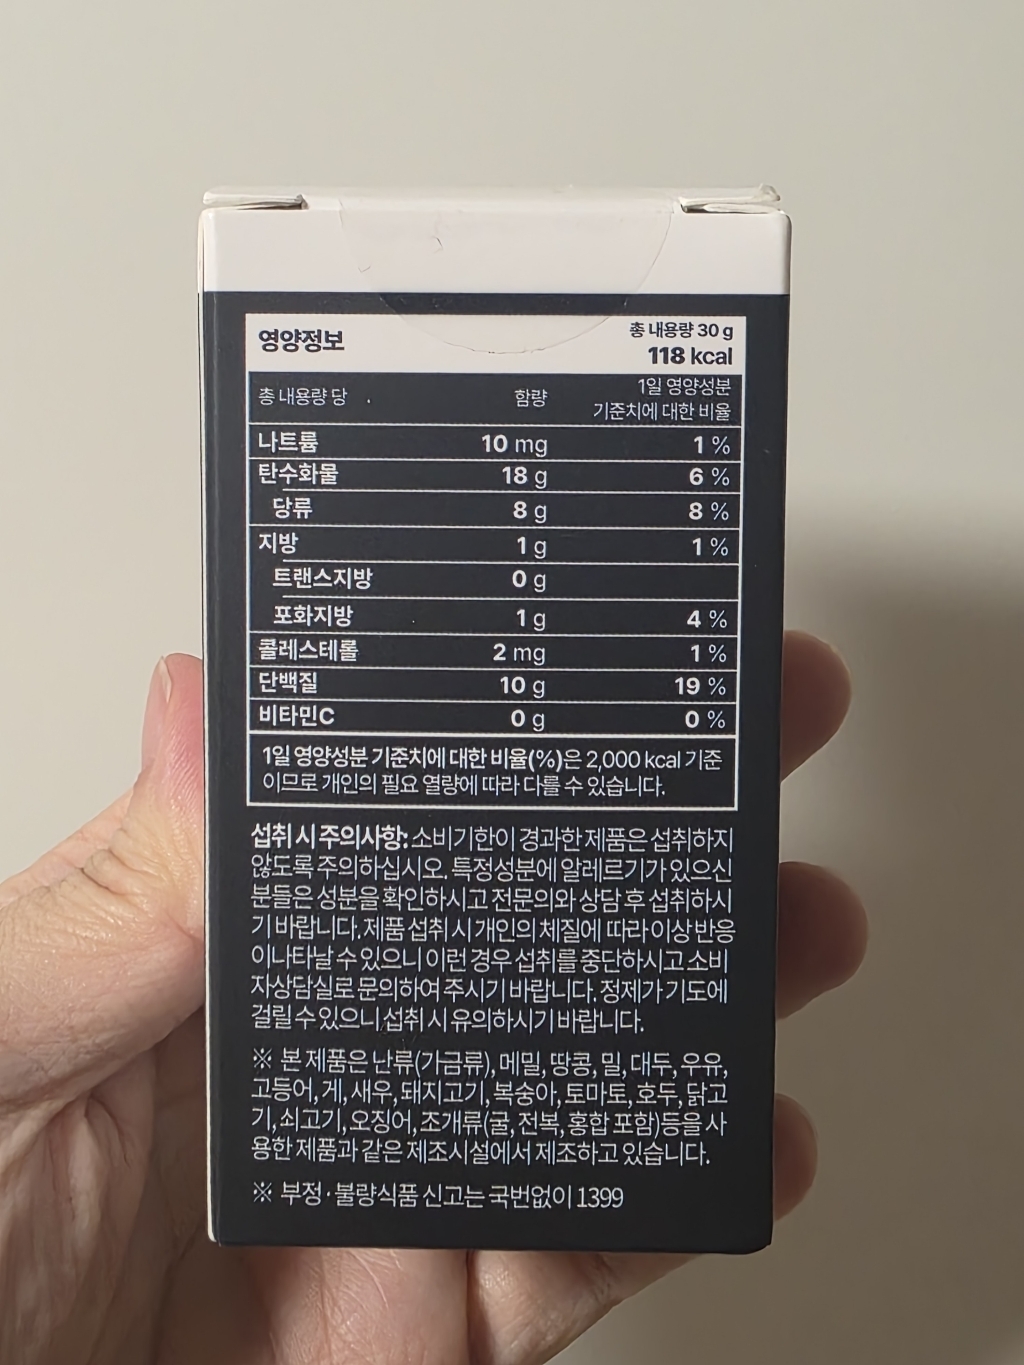 영양정보
총 내용량 30 g
118 kcal
총 내용량 당 함량 1일 영양성분
기준치에 대한 비율
나트륨 10 mg 1 %
탄수화물 18 g 6 %
당류 8 g 8 %
지방 1 g 1 %
트랜스지방 0 g
포화지방 1 g 4 %
콜레스테롤 2 mg 1 %
단백질 10 g 19 %
비타민C 0 g 0 %
1일 영양성분 기준치에 대한 비율(%)은 2,000 kcal 기준
이므로 개인의 필요 열량에 따라 다를 수 있습니다.
섭취 시 주의사항: 소비기한이 경과한 제품은 섭취하지
않도록 주의하십시오. 특정성분에 알레르기가 있으신
분들은 성분을 확인하시고 전문의와 상담 후 섭취하시
기 바랍니다. 제품 섭취 시 개인의 체질에 따라 이상 반응
이 나타날 수 있으니 이런 경우 섭취를 중단하시고 소비
자상담실로 문의하여 주시기 바랍니다. 정제가 기도에
걸릴 수 있으니 섭취 시 유의하시기 바랍니다.
※ 본 제품은 난류(가금류), 메밀, 땅콩, 밀, 대두, 우유,
고등어, 게, 새우, 돼지고기, 복숭아, 토마토, 호두, 닭고
기, 쇠고기, 오징어, 조개류(굴, 전복, 홍합 포함)등을 사
용한 제품과 같은 제조시설에서 제조하고 있습니다.
※ 부정·불량식품 신고는 국번없이 1399